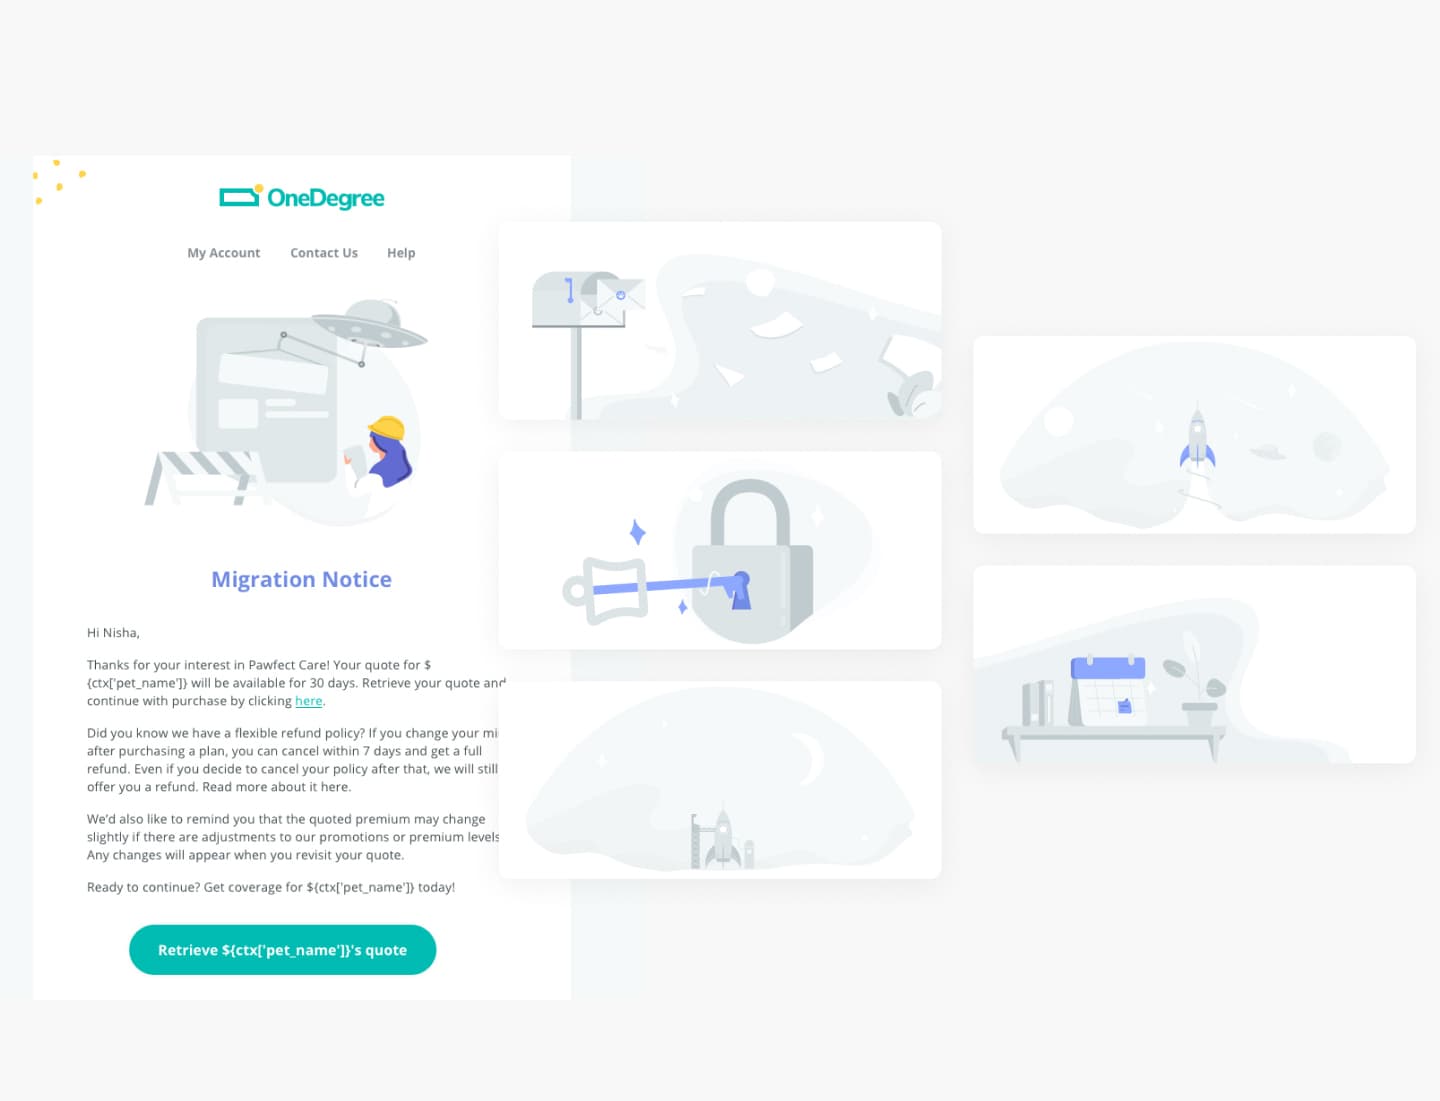 OneDegree
My Account Contact Us Help
Migration Notice
Hi Nisha,
Thanks for your interest in Pawfect Care! Your quote for $
{ctx['pet_name']} will be available for 30 days. Retrieve your quote and
continue with purchase by clicking here.
Did you know we have a flexible refund policy? If you change your mi
after purchasing a plan, you can cancel within 7 days and get a full
refund. Even if you decide to cancel your policy after that, we will still
offer you a refund. Read more about it here.
We'd also like to remind you that the quoted premium may change
slightly if there are adjustments to our promotions or premium levels
Any changes will appear when you revisit your quote.
Ready to continue? Get coverage for ${ctx['pet_name']} today!
Retrieve ${ctx['pet_name']}'s quote